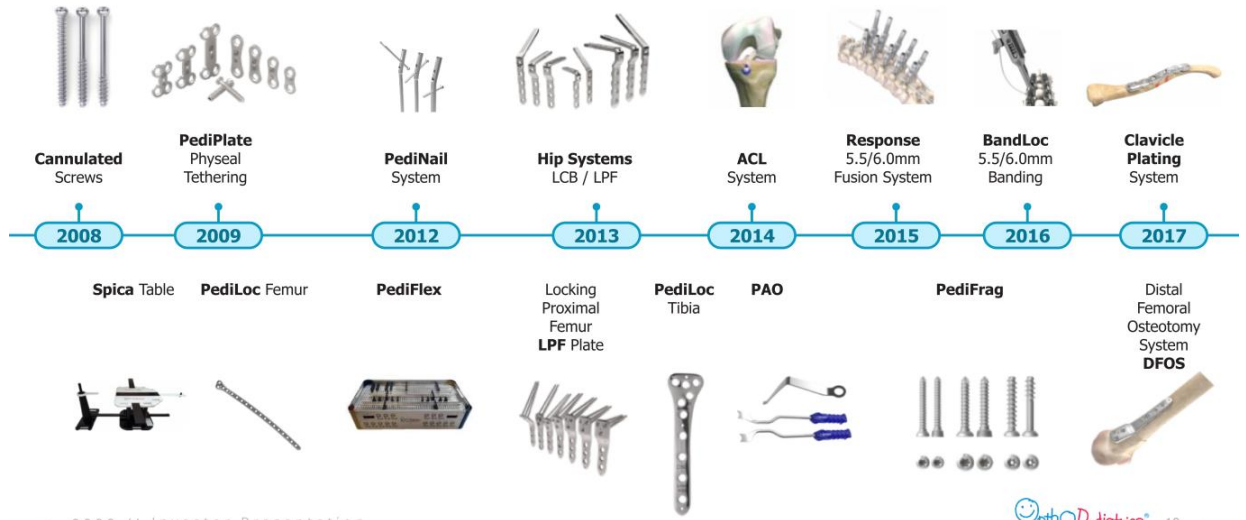 Cannulated
Screws
PediPlate
Physeal
Tethering
PediNail
System
Hip Systems
LCB / LPF
ACL
System
Response
5.5/6.0mm
Fusion System
BandLoc
5.5/6.0mm
Banding
Clavicle
Plating
System
2008
2009
2012
2013
2014
2015
2016
2017
Spica Table
PediLoc Femur
PediFlex
Locking
Proximal
Femur
LPF Plate
PediLoc
Tibia
PAO
PediFrag
Distal
Femoral
Osteotomy
System
DFOS